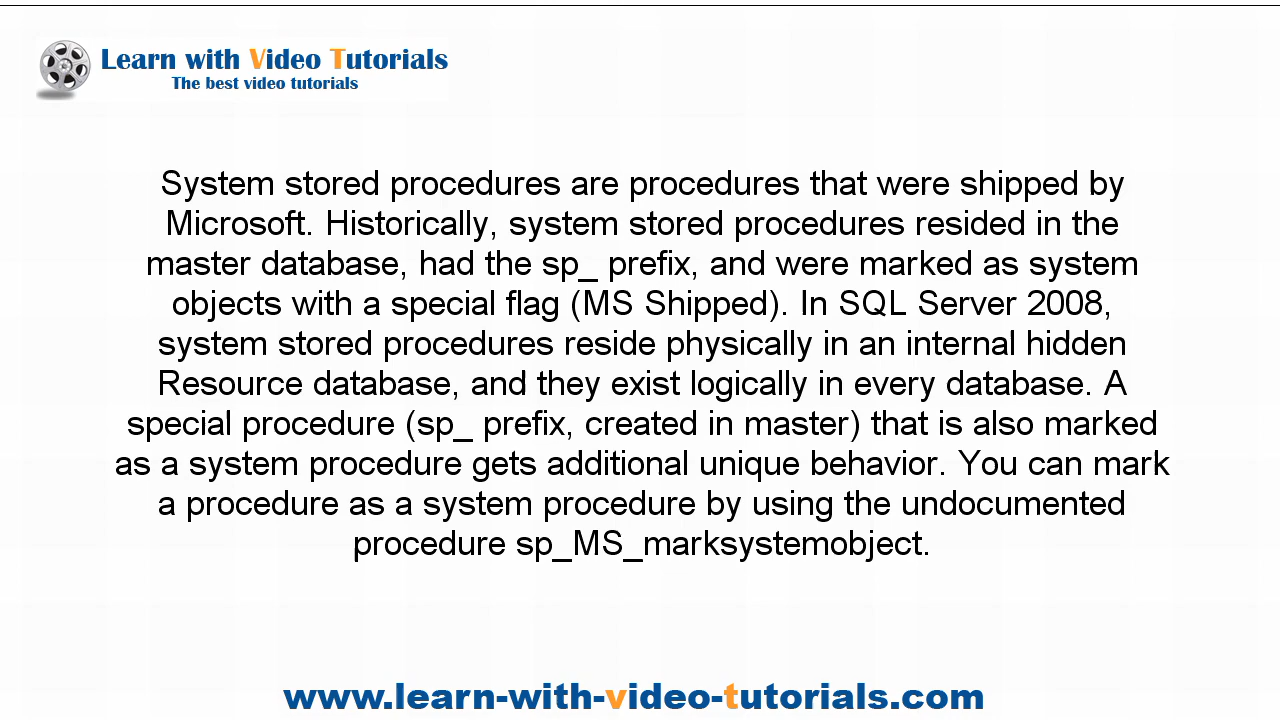 Learn with Video Tutorials
The best video tutorials
System stored procedures are procedures that were shipped by
Microsoft. Historically, system stored procedures resided in the
master database, had the sp_ prefix, and were marked as system
objects with a special flag (MS Shipped). In SQL Server 2008,
system stored procedures reside physically in an internal hidden
Resource database, and they exist logically in every database. A
special procedure (sp_ prefix, created in master) that is also marked
as a system procedure gets additional unique behavior. You can mark
a procedure as a system procedure by using the undocumented
procedure sp_MS_marksystemobject.
www.learn-with-video-tutorials.com